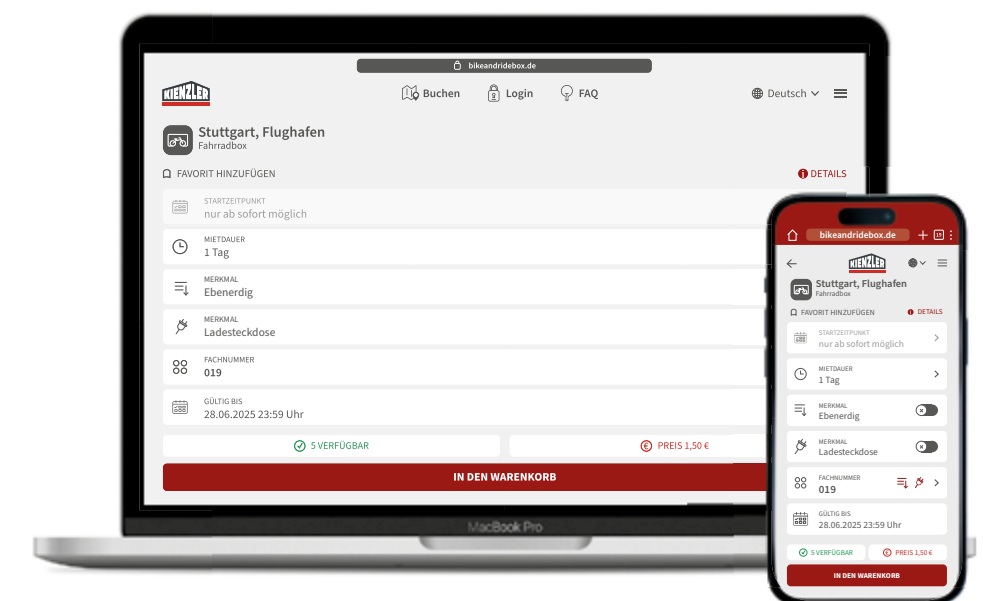 bikeandridebox.de
KIENZLER
Buchen
Login
FAQ
Deutsch
Stuttgart, Flughafen
Fahrradbox
FAVORIT HINZUFÜGEN
DETAILS
STARTZEITPUNKT
nur ab sofort möglich
MIETDAUER
1 Tag
MERKMAL
Ebenerdig
MERKMAL
Ladesteckdose
FACHNUMMER
019
GÜLTIG BIS
28.06.2025 23:59 Uhr
5 VERFÜGBAR
PREIS 1,50 €
IN DEN WARENKORB
MacBook Pro
bikeandridebox.de
KIENZLER
Stuttgart, Flughafen
Fahrradbox
FAVORIT HINZUFÜGEN
DETAILS
STARTZEITPUNKT
nur ab sofort möglich
MIETDAUER
1 Tag
MERKMAL
Ebenerdig
MERKMAL
Ladesteckdose
FACHNUMMER
019
GÜLTIG BIS
28.06.2025 23:59 Uhr
5 VERFÜGBAR
PREIS 1,50 €
IN DEN WARENKORB